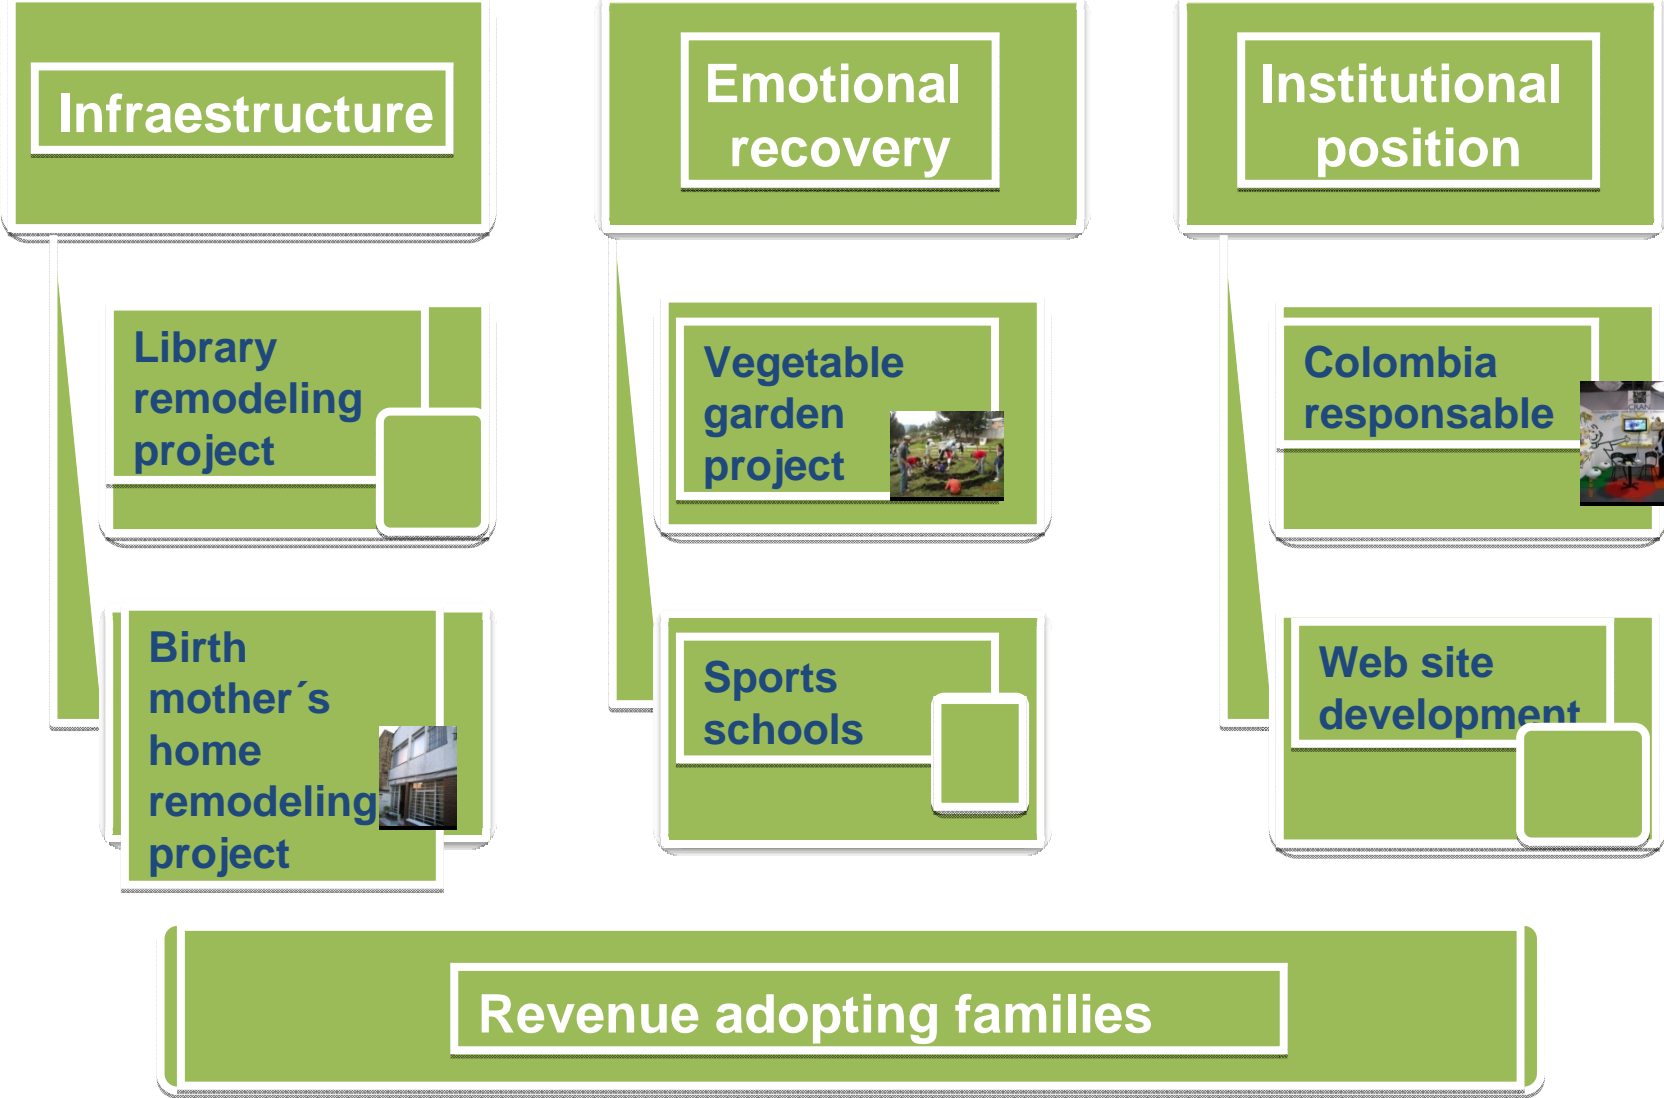 Infraestructure
Emotional
recovery
Institutional
position
Library
remodeling
project
Vegetable
garden
project
Colombia
responsable
CRAN
Birth
mother´s
home
remodeling
project
Sports
schools
Web site
development
Revenue adopting families